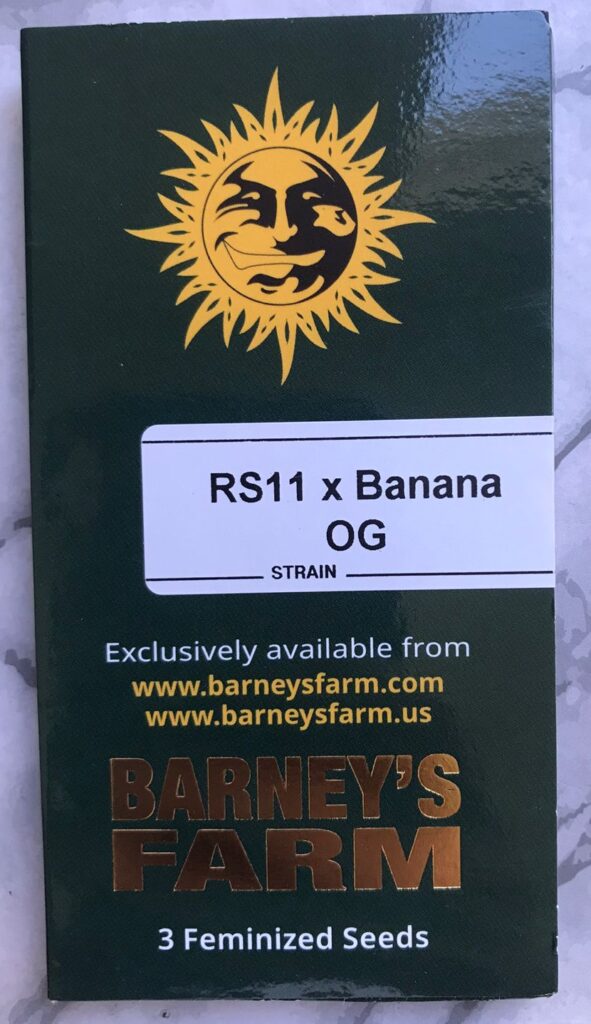 RS11 x Banana
OG
STRAIN
Exclusively available from
www.barneysfarm.com
www.barneysfarm.us
BARNEY'S
FARM
3 Feminized Seeds